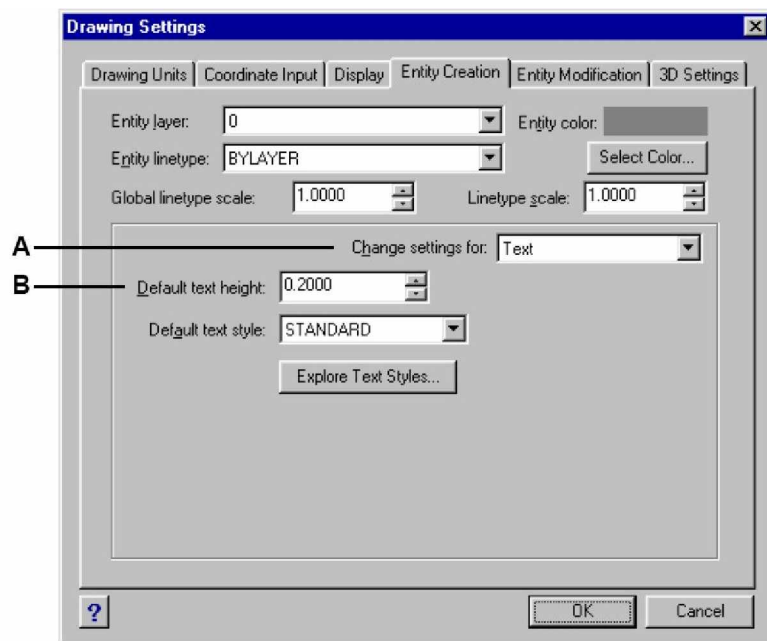 Drawing Settings
Drawing Units Coordinate Input Display Entity Creation Entity Modification 3D Settings
Entity layer: 0 Entity color:
Entity linetype: BYLAYER Select Color...
Global linetype scale: 1.0000 Linetype scale: 1.0000
A Change settings for: Text
B Default text height: 0.2000
Default text style: STANDARD
Explore Text Styles...
? OK Cancel